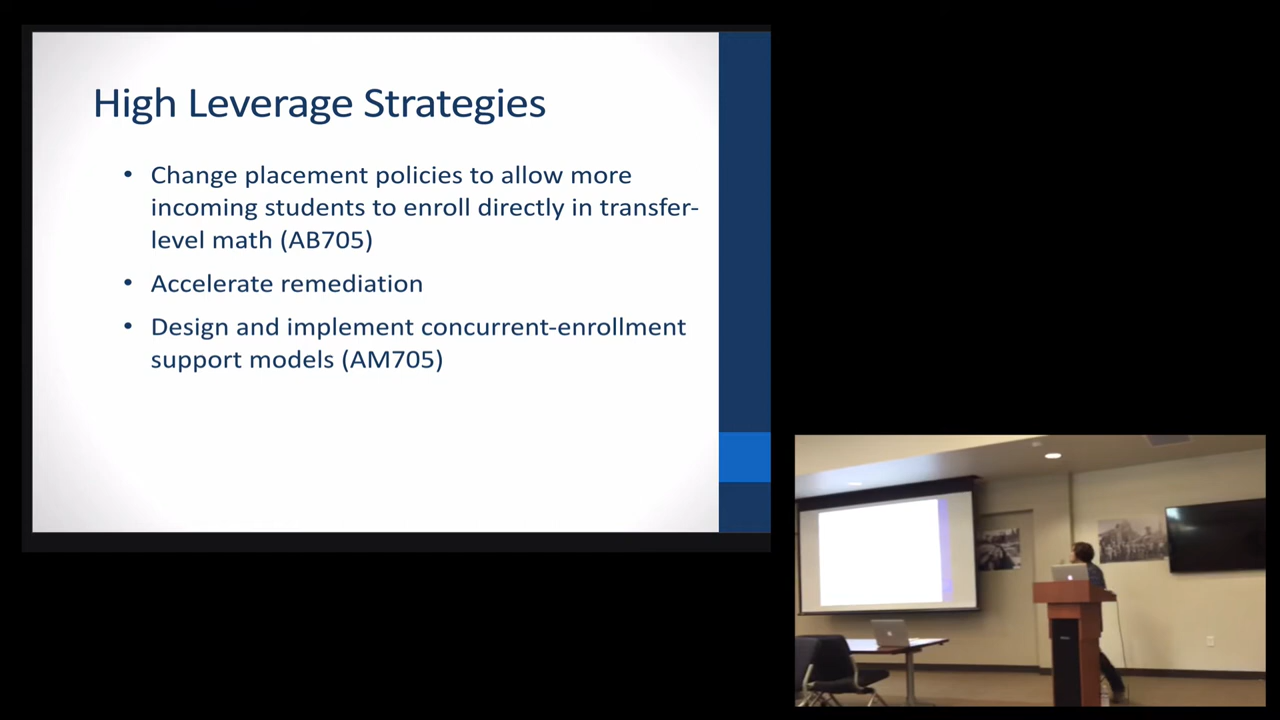 High Leverage Strategies
• Change placement policies to allow more
incoming students to enroll directly in transfer-
level math (AB705)
• Accelerate remediation
• Design and implement concurrent-enrollment
support models (AM705)